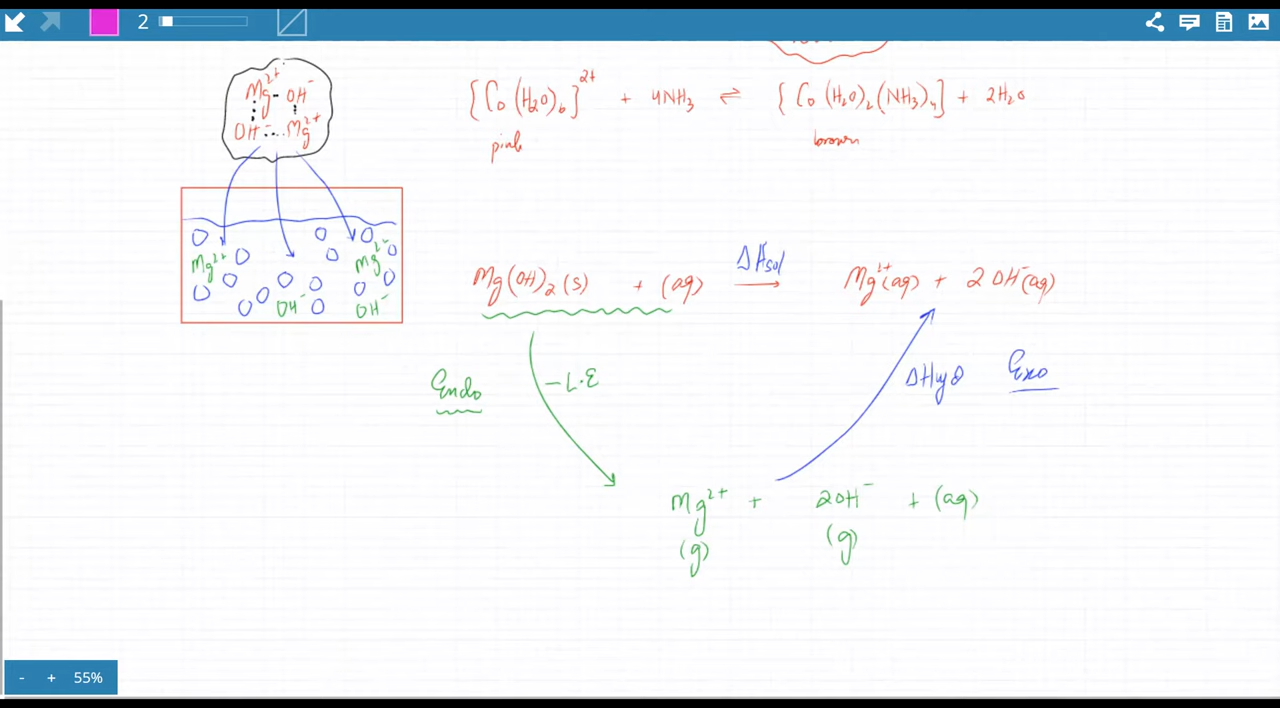 2
[Co(H2O)6]2+ + 4NH3 ⇌ [Co(H2O)2(NH3)4] + 2H2O
pink
brown
Mg2+ - OH-
OH- Mg2+
Mg2+ Mg2+
OH- OH-
ΔHsol
Mg(OH)2(s) + (aq) → Mg2+(aq) + 2OH-(aq)
Endo
-L.E
ΔHhyd
Exo
Mg2+ + 2OH- + (aq)
(g) (g)
- + 55%